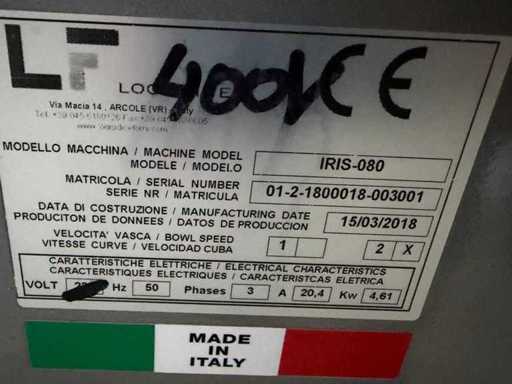 LF
400V CE
Via Macia 14 . ARCOLE (VR)
MODELLO MACCHINA / MACHINE MODEL
MODELE / MODELO
IRIS-080
MATRICOLA / SERIAL NUMBER
SERIE NR / MATRICULA
01-2-1800018-003001
DATA DI COSTRUZIONE / MANUFACTURING DATE
PRODUCITON DE DONNEES / DATOS DE PRODUCCION
15/03/2018
VELOCITA' VASCA / BOWL SPEED
VITESSE CURVE / VELOCIDAD CUBA
1 2 X
CARATTERISTICHE ELETTRICHE / ELECTRICAL CHARACTERISTICS
CARACTERISTIQUES ELECTRIQUES / CARACTERISTCAS ELETRICA
VOLT Hz 50 Phases 3 A 20,4 Kw 4,61
MADE
IN
ITALY